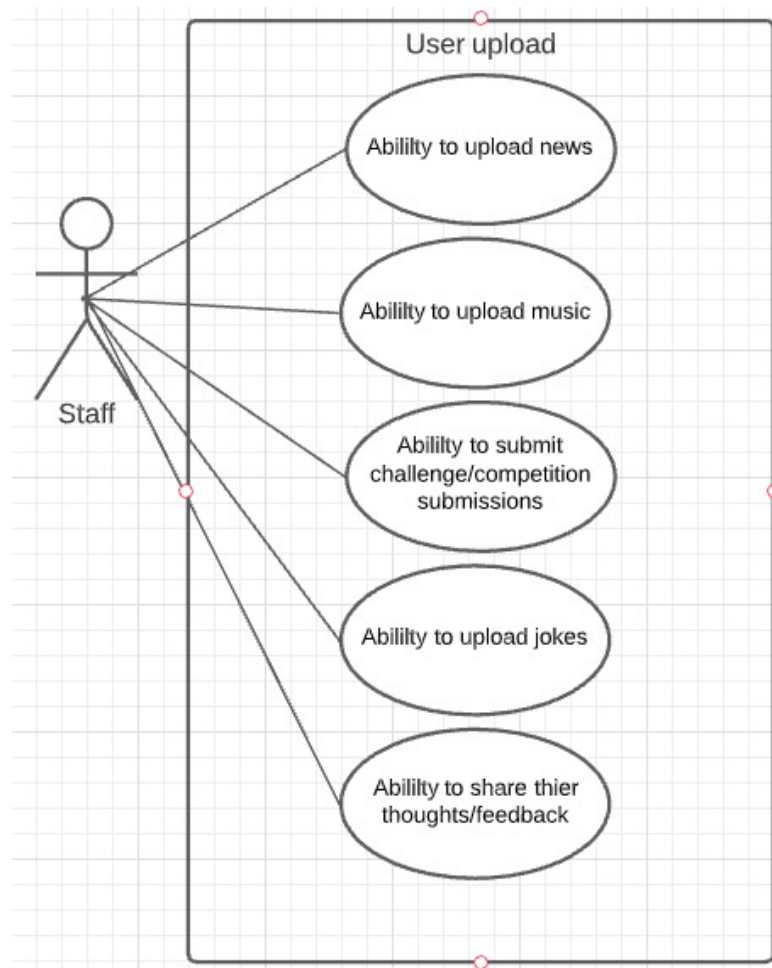 User upload
Abililty to upload news
Abililty to upload music
Staff
Abililty to submit
challenge/competition
submissions
Abililty to upload jokes
Abililty to share thier
thoughts/feedback